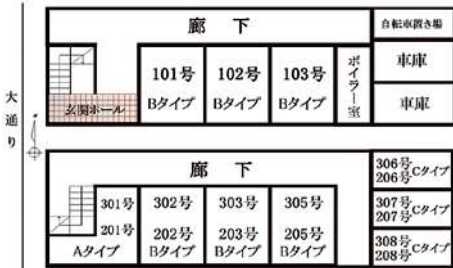 大通り
廊下
自転車置き場
101号
Bタイプ
102号
Bタイプ
103号
Bタイプ
ボイラー室
車庫
車庫
玄関ホール
廊下
301号
201号
Aタイプ
302号
202号
Bタイプ
303号
203号
Bタイプ
305号
205号
Bタイプ
306号
206号 Cタイプ
307号
207号 Cタイプ
308号
208号 Cタイプ